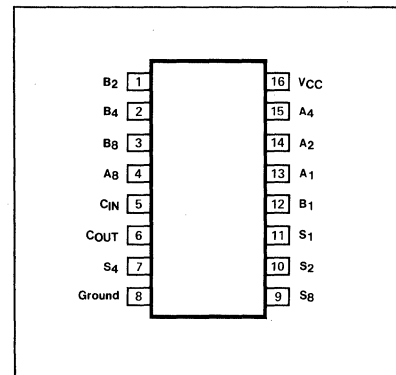 B2 1 16 VCC
B4 2 15 A4
B8 3 14 A2
A8 4 13 A1
CIN 5 12 B1
COUT 6 11 S1
S4 7 10 S2
Ground 8 9 S8